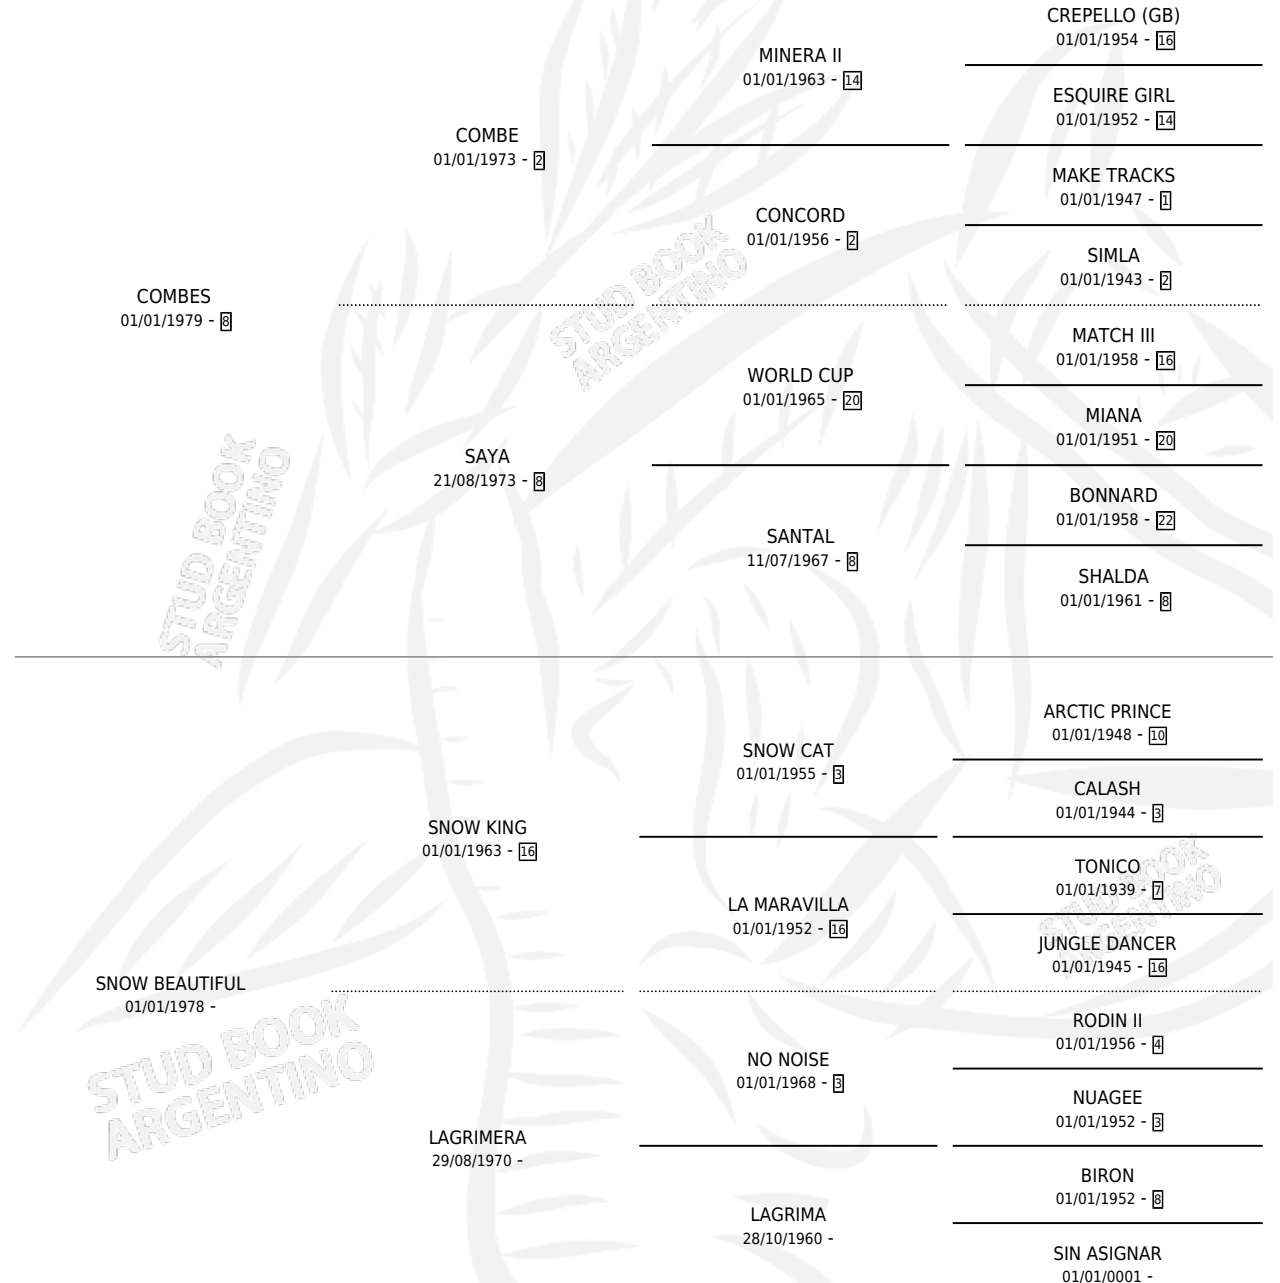 CREPELLO (GB)
01/01/1954 - 16
MINERA II
01/01/1963 - 14
ESQUIRE GIRL
01/01/1952 - 14
COMBE
01/01/1973 - 2
MAKE TRACKS
01/01/1947 - 1
CONCORD
01/01/1956 - 2
SIMLA
01/01/1943 - 2
COMBES
01/01/1979 - 8
MATCH III
01/01/1958 - 16
WORLD CUP
01/01/1965 - 20
MIANA
01/01/1951 - 20
SAYA
21/08/1973 - 8
BONNARD
01/01/1958 - 22
SANTAL
11/07/1967 - 8
SHALDA
01/01/1961 - 8
STUD BOOK
ARGENTINO
STUD BOOK
ARGENTINO
ARCTIC PRINCE
01/01/1948 - 10
SNOW CAT
01/01/1955 - 3
CALASH
01/01/1944 - 3
SNOW KING
01/01/1963 - 16
TONICO
01/01/1939 - 7
LA MARAVILLA
01/01/1952 - 16
JUNGLE DANCER
01/01/1945 - 16
SNOW BEAUTIFUL
01/01/1978 -
RODIN II
01/01/1956 - 4
NO NOISE
01/01/1968 - 3
NUAGEE
01/01/1952 - 3
LAGRIMERA
29/08/1970 -
BIRON
01/01/1952 - 8
LAGRIMA
28/10/1960 -
SIN ASIGNAR
01/01/0001 -
STUD BOOK
ARGENTINO
STUD BOOK
ARGENTINO